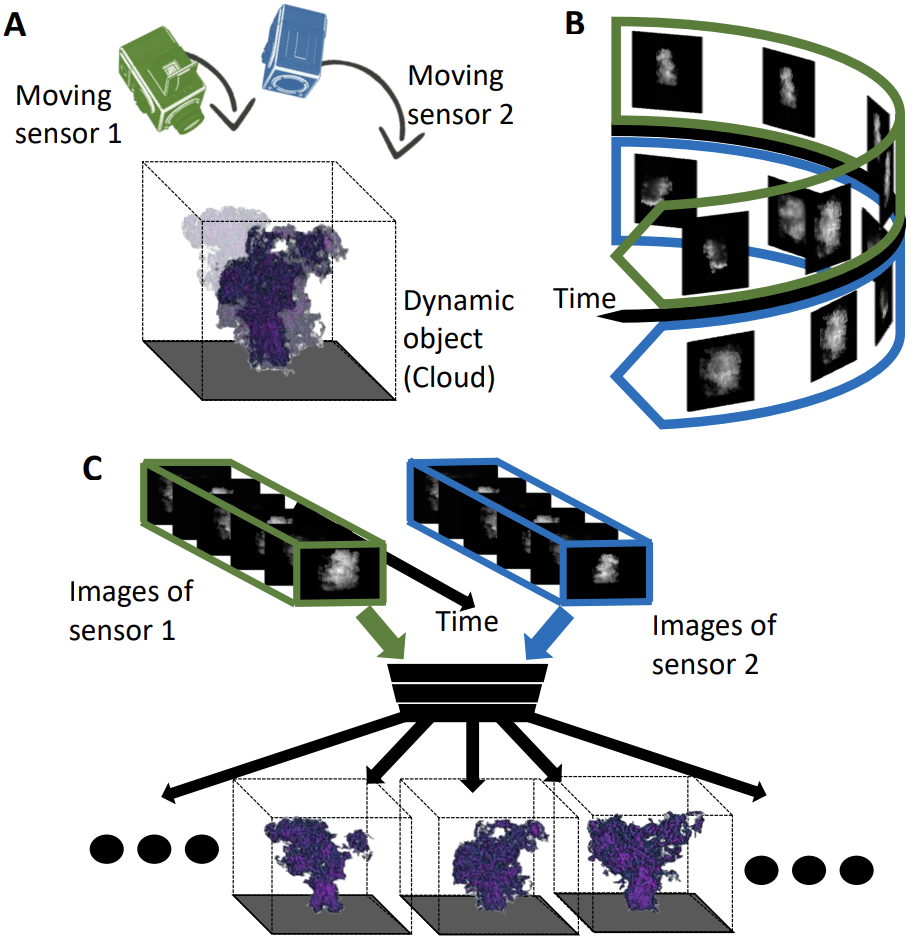 A
Moving
sensor 1
Moving
sensor 2
Dynamic
object
(Cloud)
B
Time
C
Images of
sensor 1
Time
Images of
sensor 2